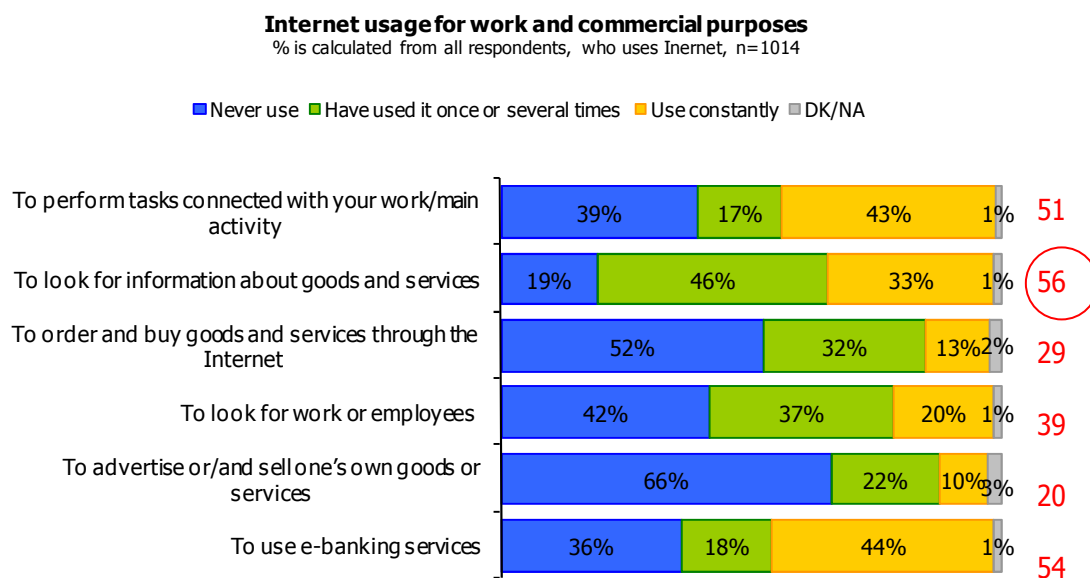 Internet usage for work and commercial purposes
% is calculated from all respondents, who uses Inernet, n=1014
Never use Have used it once or several times Use constantly DK/NA
To perform tasks connected with your work/main
activity
39% 17% 43% 1% 51
To look for information about goods and services
19% 46% 33% 1% 56
To order and buy goods and services through the
Internet
52% 32% 13% 2% 29
To look for work or employees
42% 37% 20% 1% 39
To advertise or/and sell one's own goods or
services
66% 22% 10% 3% 20
To use e-banking services
36% 18% 44% 1% 54